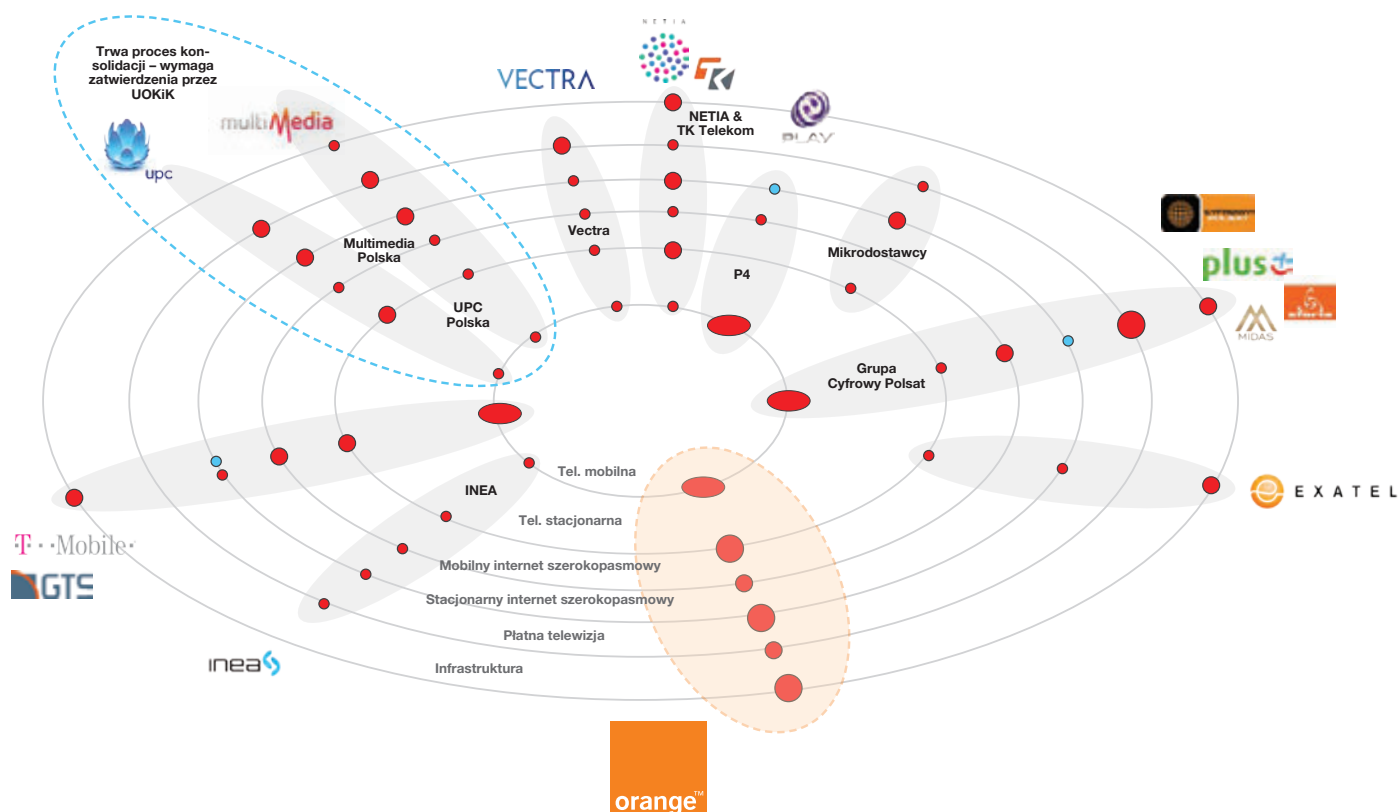 Trwa proces kon-
solidacji – wymaga
zatwierdzenia przez
UOKiK
upc
multiMedia
VECTRA
NETIA
TK
PLAY
NETIA &
TK Telekom
Multimedia
Polska
Vectra
P4
Mikrodostawcy
UPC
Polska
plus
MIDAS
Grupa
Cyfrowy Polsat
EXATEL
INEA
Tel. mobilna
Tel. stacjonarna
Mobilny internet szerokopasmowy
Stacjonarny internet szerokopasmowy
Płatna telewizja
Infrastruktura
T··Mobile·
GTS
inea
orange™